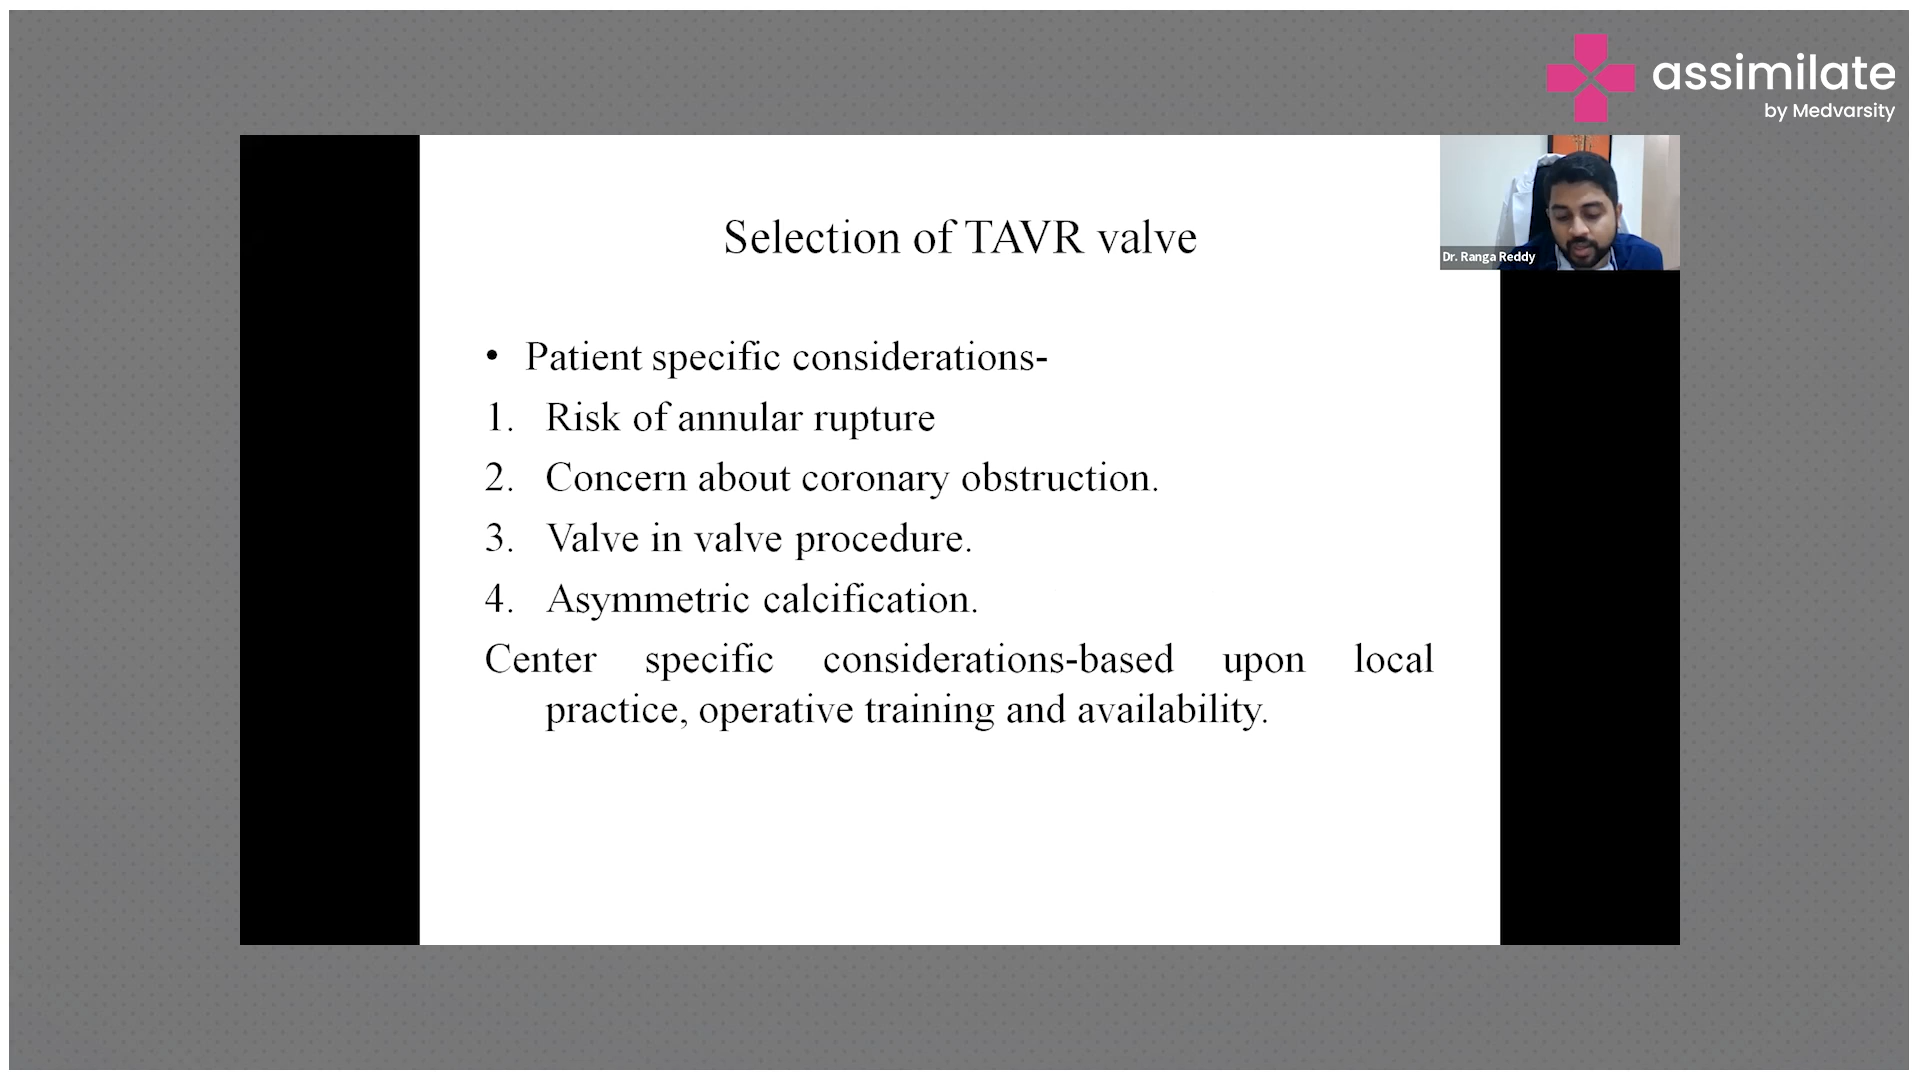 assimilate
by Medvarsity
Dr. Ranga Reddy
Selection of TAVR valve
• Patient specific considerations-
1. Risk of annular rupture
2. Concern about coronary obstruction.
3. Valve in valve procedure.
4. Asymmetric calcification.
Center specific considerations-based upon local
practice, operative training and availability.